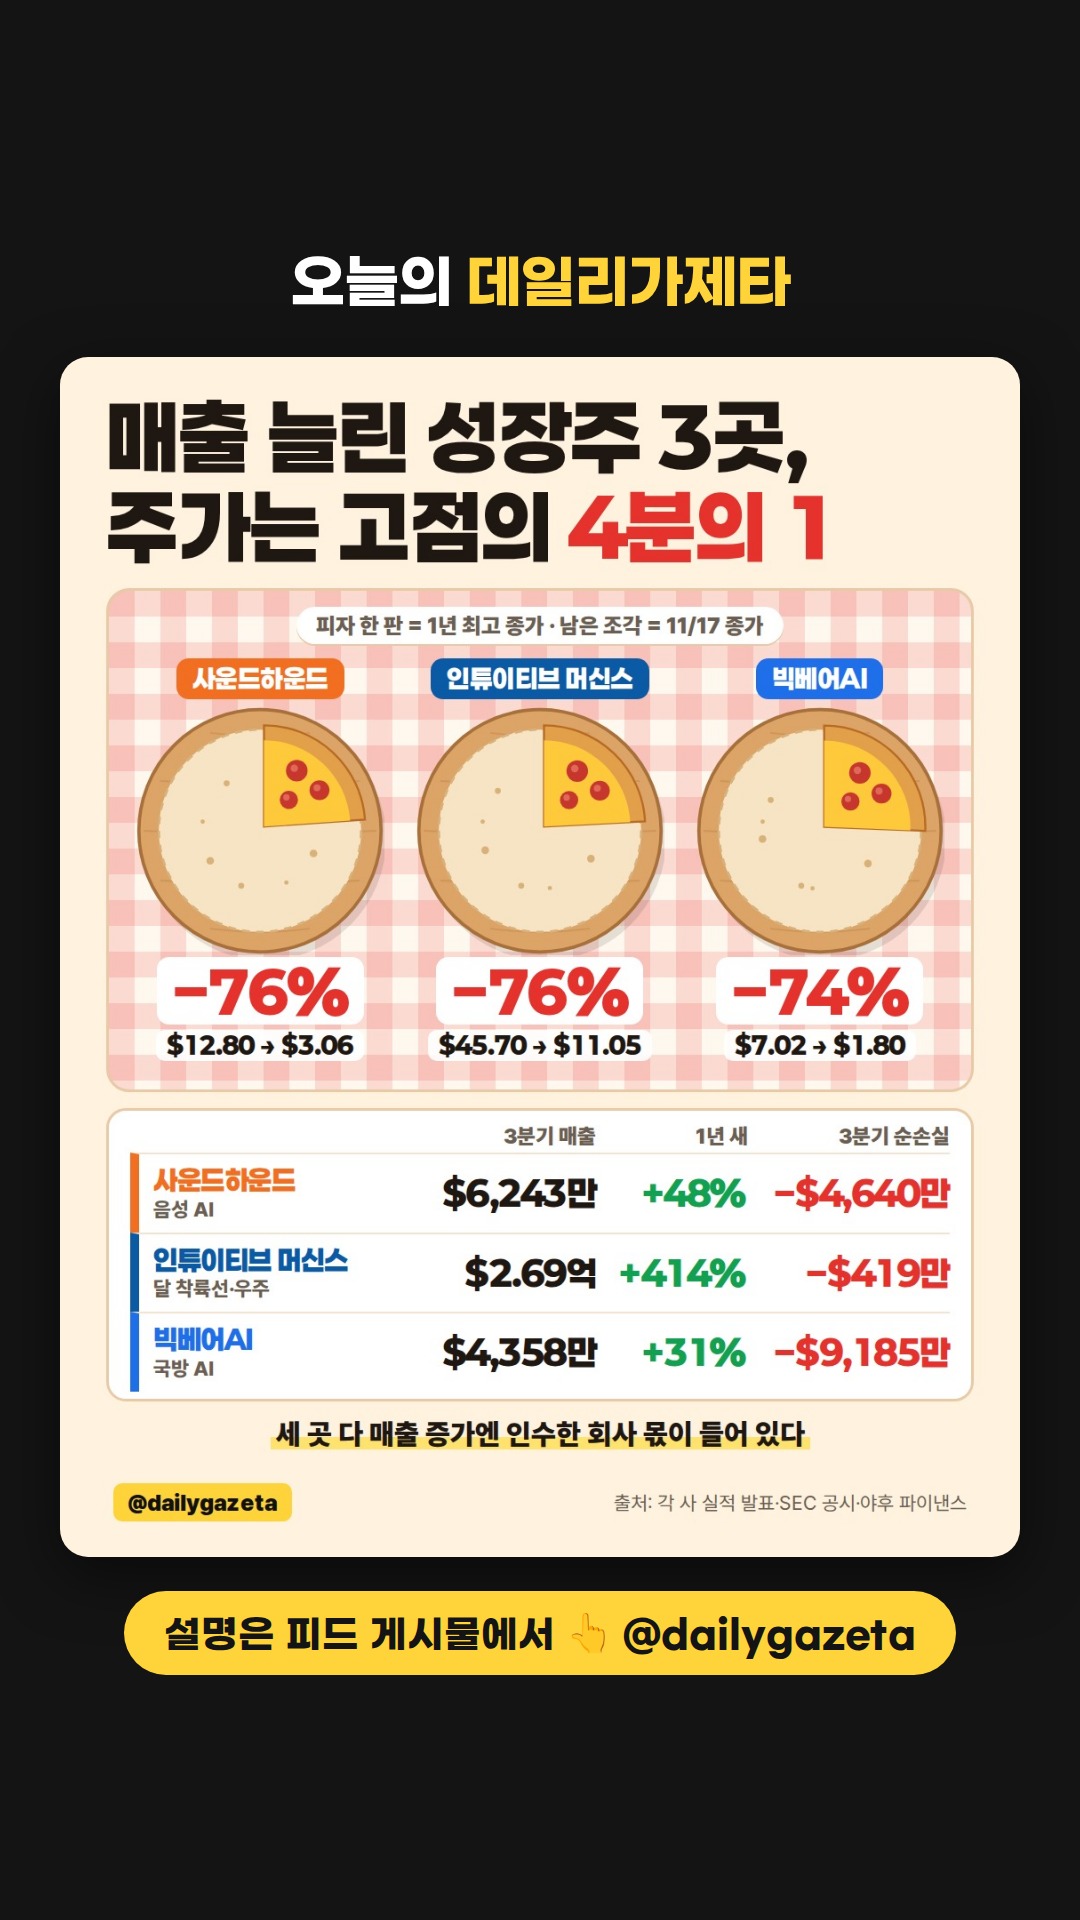 오늘의 데일리가제타
매출 늘린 성장주 3곳,
주가는 고점의 4분의 1
피자 한 판 = 1년 최고 종가 · 남은 조각 = 11/17 종가
사운드하운드
인튜이티브 머신스
빅베어AI
−76%
−76%
−74%
$12.80 → $3.06
$45.70 → $11.05
$7.02 → $1.80
3분기 매출 1년 새 3분기 순손실
사운드하운드 $6,243만 +48% −$4,640만
음성 AI
인튜이티브 머신스 $2.69억 +414% −$419만
달 착륙선·우주
빅베어AI $4,358만 +31% −$9,185만
국방 AI
세 곳 다 매출 증가엔 인수한 회사 몫이 들어 있다
@dailygazeta
출처: 각 사 실적 발표·SEC 공시·야후 파이낸스
설명은 피드 게시물에서 👆 @dailygazeta